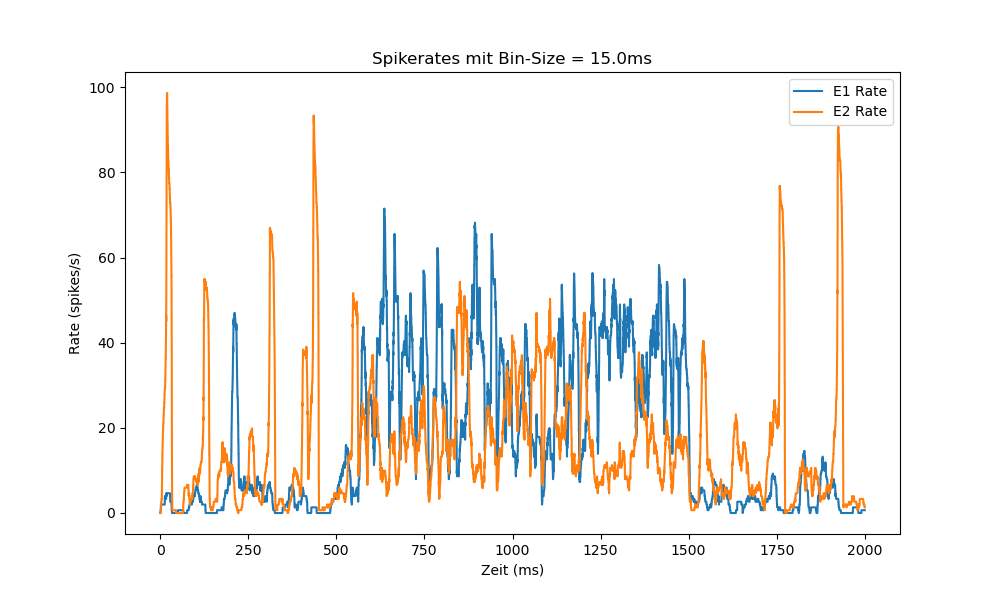 Spikerates mit Bin-Size = 15.0ms
E1 Rate
E2 Rate
100
80
60
40
20
0
Rate (spikes/s)
0 250 500 750 1000 1250 1500 1750 2000
Zeit (ms)